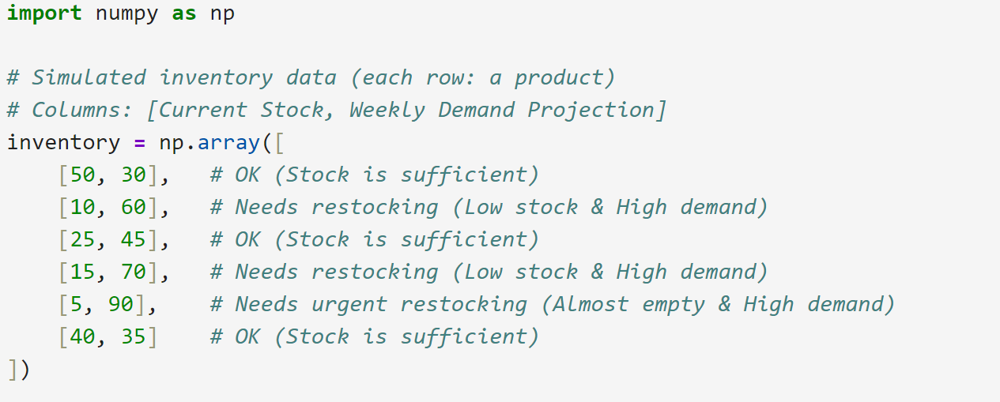 import numpy as np
# Simulated inventory data (each row: a product)
# Columns: [Current Stock, Weekly Demand Projection]
inventory = np.array([
    [50, 30],   # OK (Stock is sufficient)
    [10, 60],   # Needs restocking (Low stock & High demand)
    [25, 45],   # OK (Stock is sufficient)
    [15, 70],   # Needs restocking (Low stock & High demand)
    [5, 90],    # Needs urgent restocking (Almost empty & High demand)
    [40, 35]    # OK (Stock is sufficient)
])